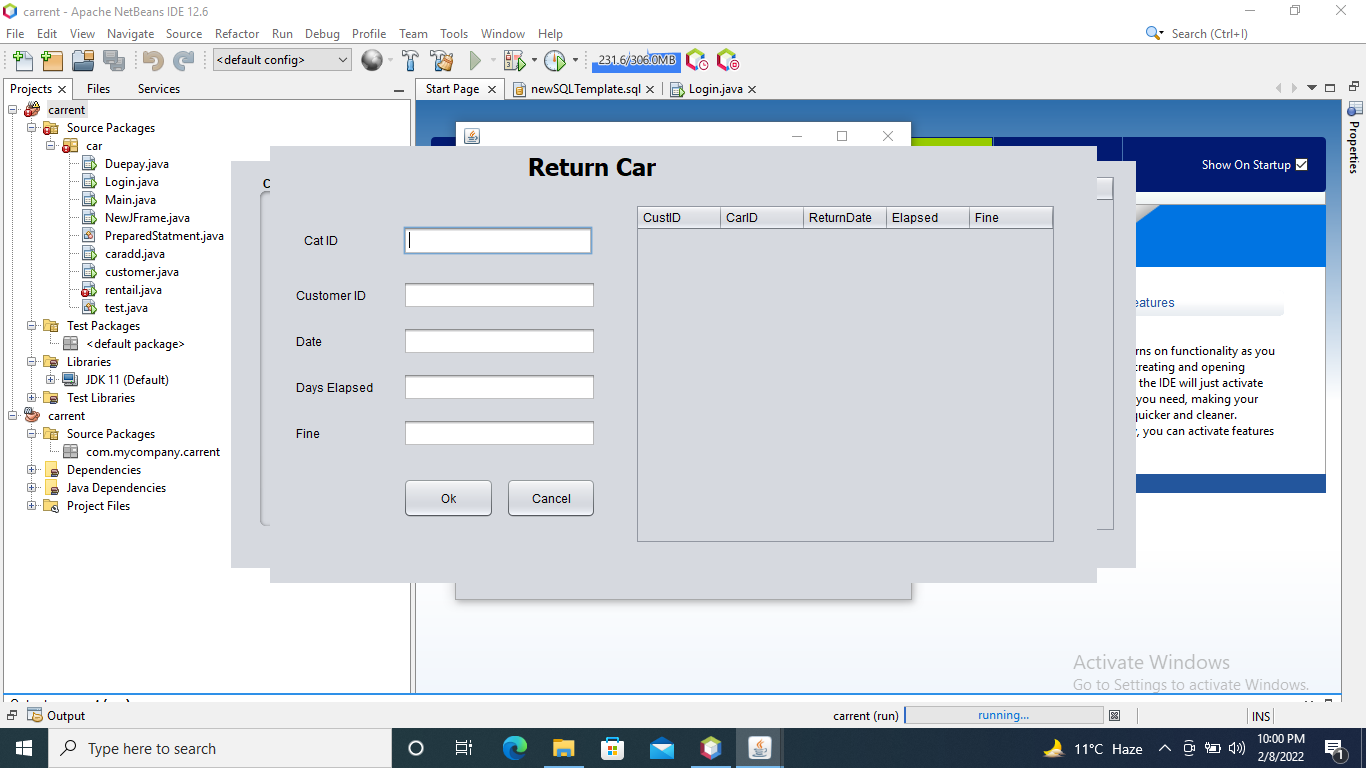 carrent - Apache NetBeans IDE 12.6
File Edit View Navigate Source Refactor Run Debug Profile Team Tools Window Help
Search (Ctrl+I)
<default config>
231.6/306.0MB
Projects Files Services
Start Page newSQLTemplate.sql Login.java
carrent
Source Packages
car
Duepay.java
Login.java
Main.java
NewJFrame.java
PreparedStatment.java
caradd.java
customer.java
rentail.java
test.java
Test Packages
<default package>
Libraries
JDK 11 (Default)
Test Libraries
carrent
Source Packages
com.mycompany.carrent
Dependencies
Java Dependencies
Project Files
Properties
Show On Startup
Return Car
Cat ID
Customer ID
Date
Days Elapsed
Fine
Ok Cancel
CustID CarID ReturnDate Elapsed Fine
eatures
rns on functionality as you
creating and opening
the IDE will just activate
you need, making your
quicker and cleaner.
, you can activate features
Activate Windows
Go to Settings to activate Windows.
Output
carrent (run) running... INS
Type here to search
11°C Haze
10:00 PM
2/8/2022
1